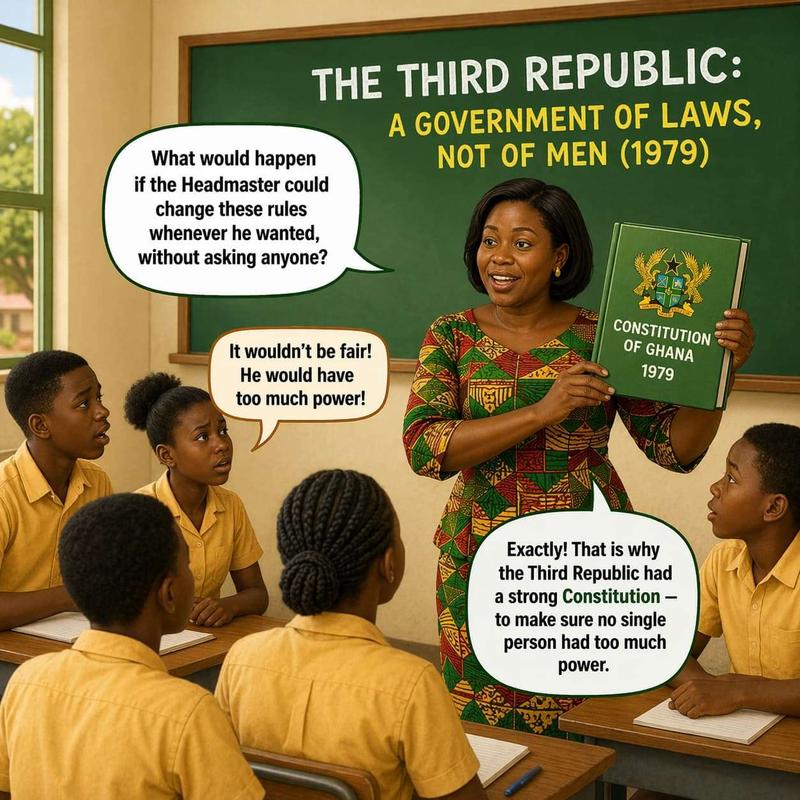 THE THIRD REPUBLIC:
A GOVERNMENT OF LAWS,
NOT OF MEN (1979)
What would happen
if the Headmaster could
change these rules
whenever he wanted,
without asking anyone?
It wouldn't be fair!
He would have
too much power!
CONSTITUTION
OF GHANA
1979
Exactly! That is why
the Third Republic had
a strong Constitution –
to make sure no single
person had too much
power.